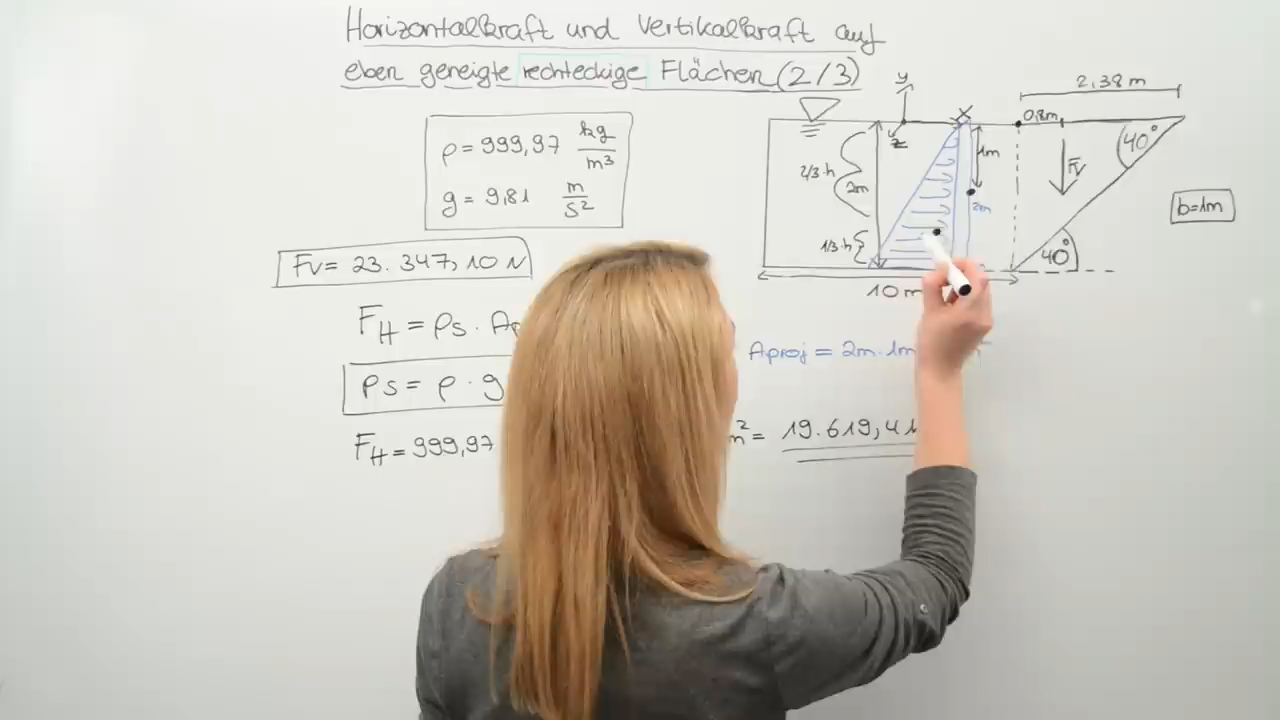 Horizontalkraft und Vertikalkraft auf
eben geneigte rechteckige Flächen (2/3)
ρ = 999,97 kg/m³
g = 9,81 m/s²
Fv = 23.347,10 N
F_H = ρs · A
ρs = ρ · g
F_H = 999,97
m² = 19.619,41
Aproj = 2m · 1m
y
x
z
2/3·h
2m
1/3·h
1m
2m
10 m
0,8m
2,38 m
Fv
40°
40°
b=1m